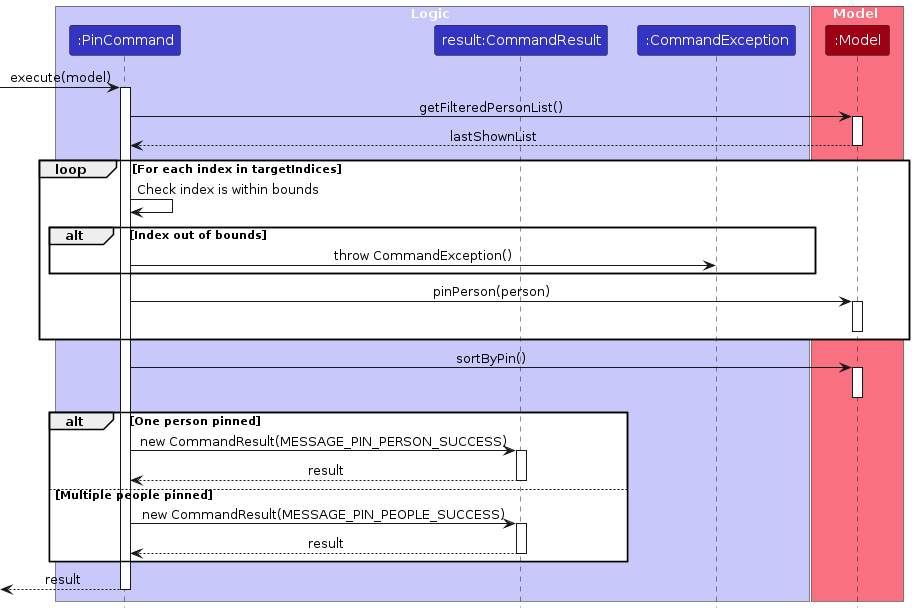 Logic
Model
:PinCommand
result:CommandResult
:CommandException
:Model
execute(model)
getFilteredPersonList()
lastShownList
loop
[For each index in targetIndices]
Check index is within bounds
alt
[Index out of bounds]
throw CommandException()
pinPerson(person)
sortByPin()
alt
[One person pinned]
new CommandResult(MESSAGE_PIN_PERSON_SUCCESS)
result
[Multiple people pinned]
new CommandResult(MESSAGE_PIN_PEOPLE_SUCCESS)
result
result